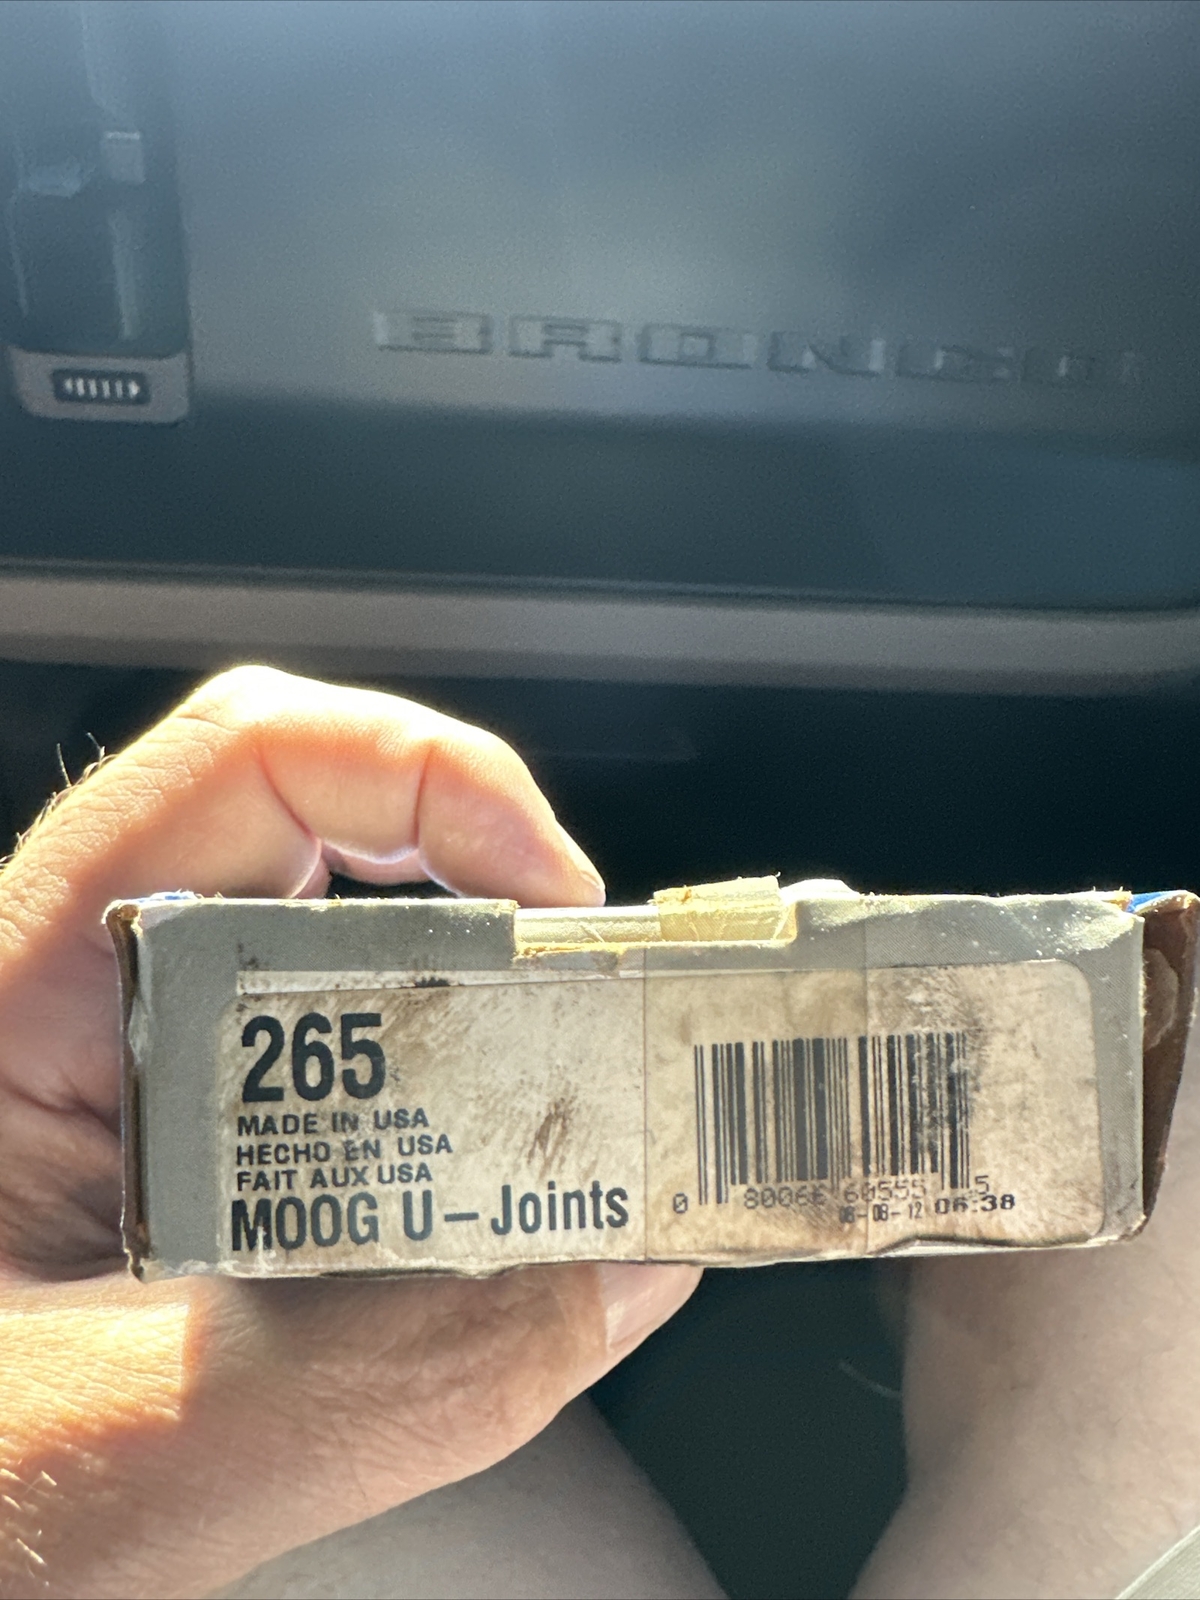 BRONCO
265
MADE IN USA
HECHO EN USA
FAIT AUX USA
MOOG U-Joints
0 80066 60555 5
08-08-12 06:38